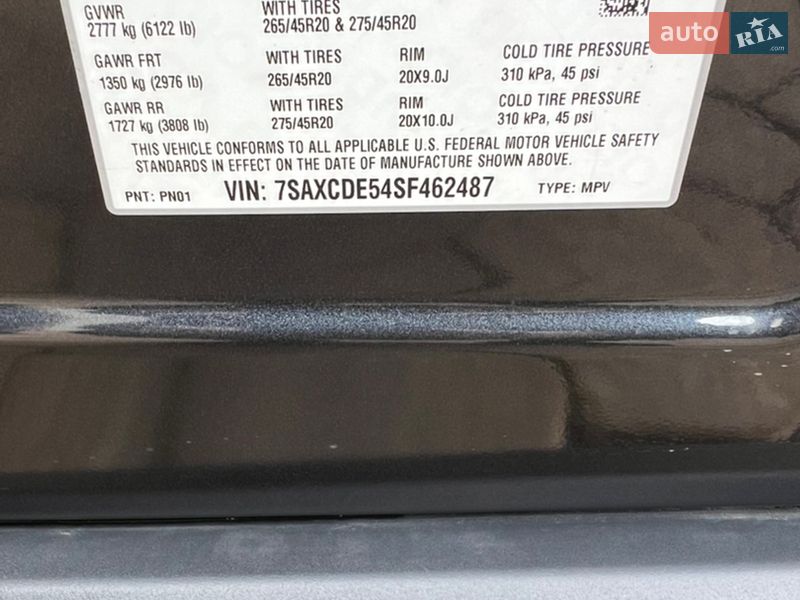 GVWR
2777 kg (6122 lb)
WITH TIRES
265/45R20 & 275/45R20
GAWR FRT
1350 kg (2976 lb)
WITH TIRES
265/45R20
RIM
20X9.0J
COLD TIRE PRESSURE
310 kPa, 45 psi
GAWR RR
1727 kg (3808 lb)
WITH TIRES
275/45R20
RIM
20X10.0J
COLD TIRE PRESSURE
310 kPa, 45 psi
THIS VEHICLE CONFORMS TO ALL APPLICABLE U.S. FEDERAL MOTOR VEHICLE SAFETY
STANDARDS IN EFFECT ON THE DATE OF MANUFACTURE SHOWN ABOVE.
PNT: PN01
VIN: 7SAXCDE54SF462487
TYPE: MPV
auto RIA
.com